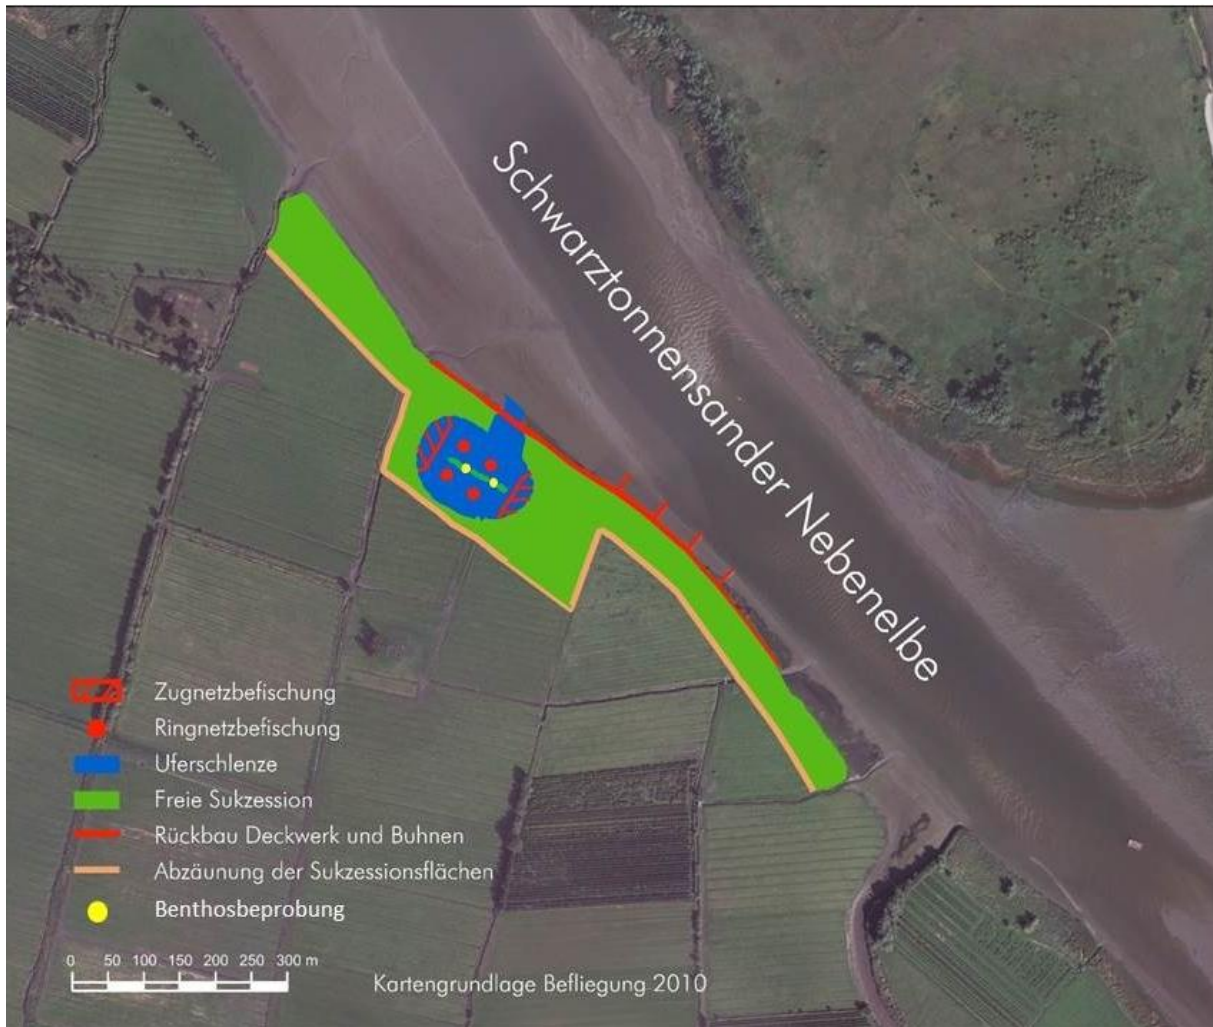 Schwarztonnensander Nebenelbe
Zugnetzbefischung
Ringnetzbefischung
Uferschlenze
Freie Sukzession
Rückbau Deckwerk und Buhnen
Abzäunung der Sukzessionsflächen
Benthosbeprobung
0 50 100 150 200 250 300 m
Kartengrundlage Befliegung 2010